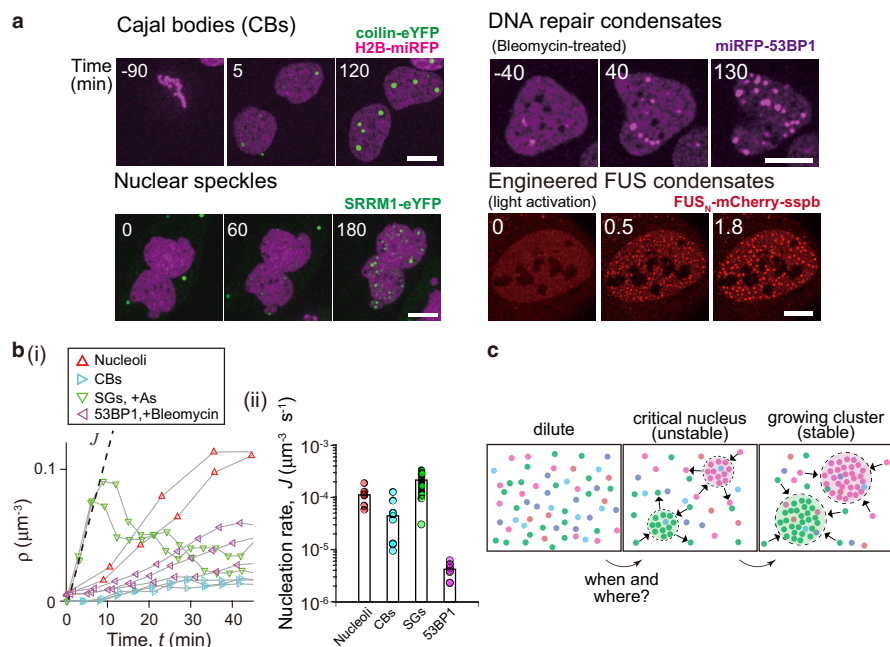 a
Cajal bodies (CBs)
coilin-eYFP
H2B-miRFP
Time
(min)
-90
5
120
DNA repair condensates
(Bleomycin-treated)
miRFP-53BP1
-40
40
130
Nuclear speckles
SRRM1-eYFP
0
60
180
Engineered FUS condensates
(light activation)
FUSN-mCherry-sspb
0
0.5
1.8
b (i)
Nucleoli
CBs
SGs, +As
53BP1,+Bleomycin
J
ρ (μm-3)
0.1
0
0
10
20
30
40
Time, t (min)
(ii)
Nucleation rate, J (μm-3 s-1)
10-3
10-4
10-5
10-6
Nucleoli
CBs
SGs
53BP1
c
dilute
critical nucleus
(unstable)
growing cluster
(stable)
when and
where?